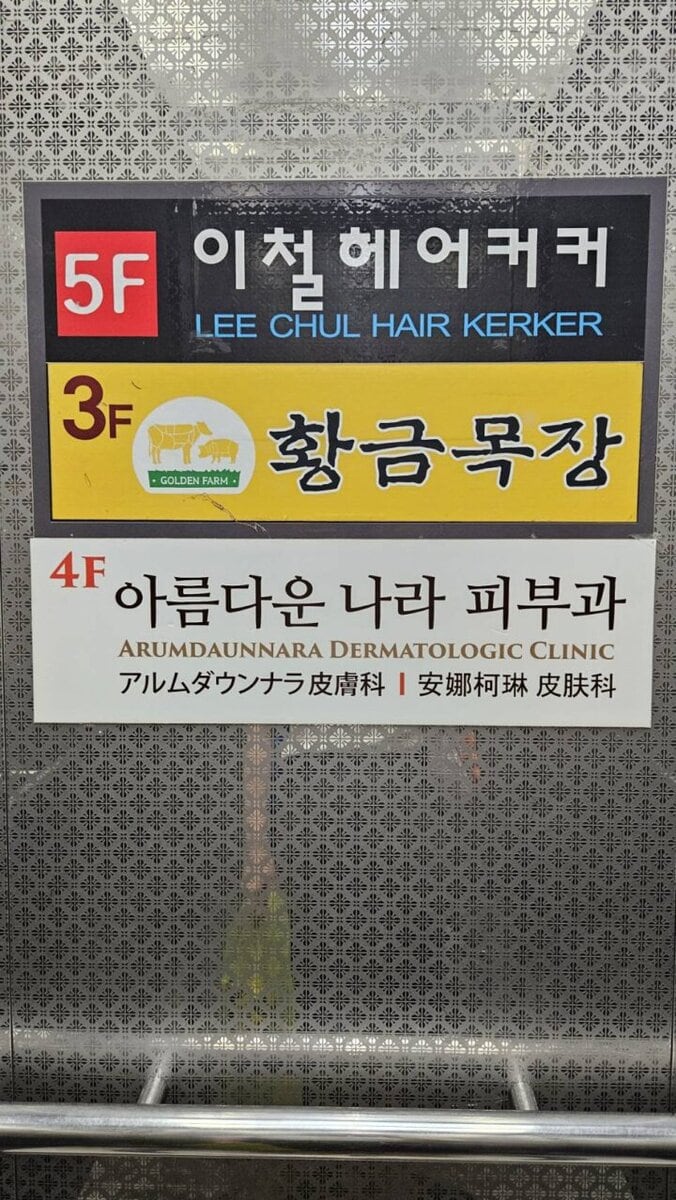 5F 이철헤어커커
LEE CHUL HAIR KERKER
3F 황금목장
· GOLDEN FARM ·
4F 아름다운 나라 피부과
ARUMDAUNNARA DERMATOLOGIC CLINIC
アルムダウンナラ皮膚科 | 安娜柯琳 皮肤科